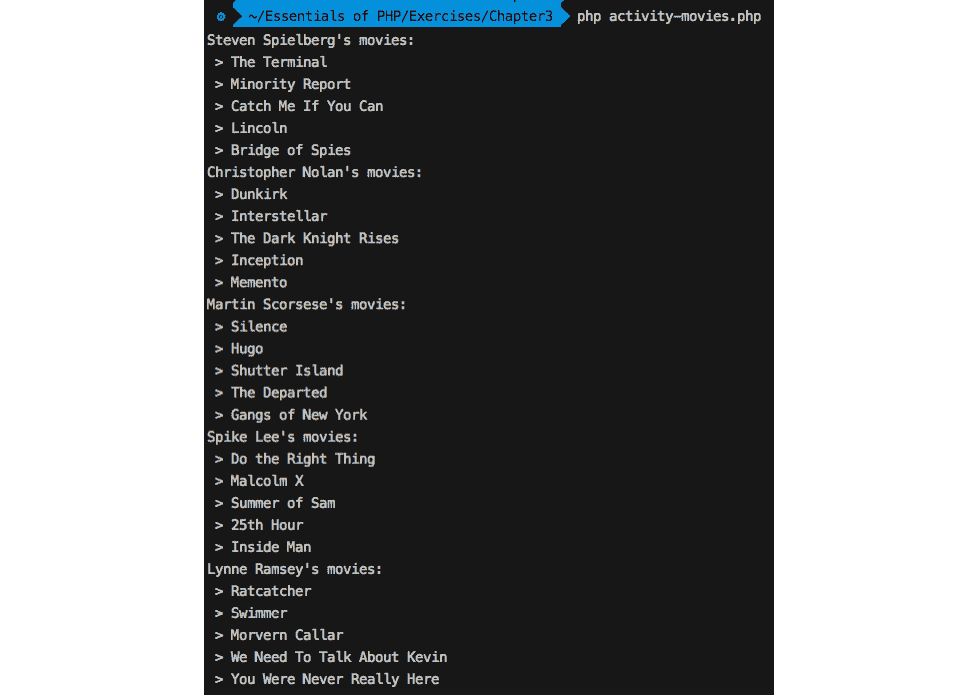 ~/Essentials of PHP/Exercises/Chapter3 php activity-movies.php
Steven Spielberg's movies:
> The Terminal
> Minority Report
> Catch Me If You Can
> Lincoln
> Bridge of Spies
Christopher Nolan's movies:
> Dunkirk
> Interstellar
> The Dark Knight Rises
> Inception
> Memento
Martin Scorsese's movies:
> Silence
> Hugo
> Shutter Island
> The Departed
> Gangs of New York
Spike Lee's movies:
> Do the Right Thing
> Malcolm X
> Summer of Sam
> 25th Hour
> Inside Man
Lynne Ramsey's movies:
> Ratcatcher
> Swimmer
> Morvern Callar
> We Need To Talk About Kevin
> You Were Never Really Here